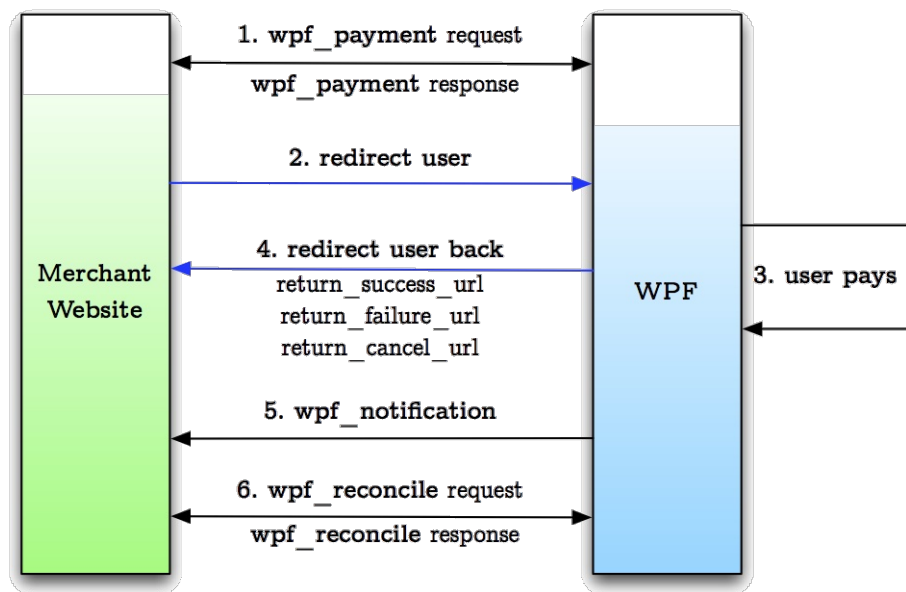 1. wpf_payment request
wpf_payment response
2. redirect user
Merchant
Website
4. redirect user back
return_success_url
return_failure_url
return_cancel_url
WPF
3. user pays
5. wpf_notification
6. wpf_reconcile request
wpf_reconcile response